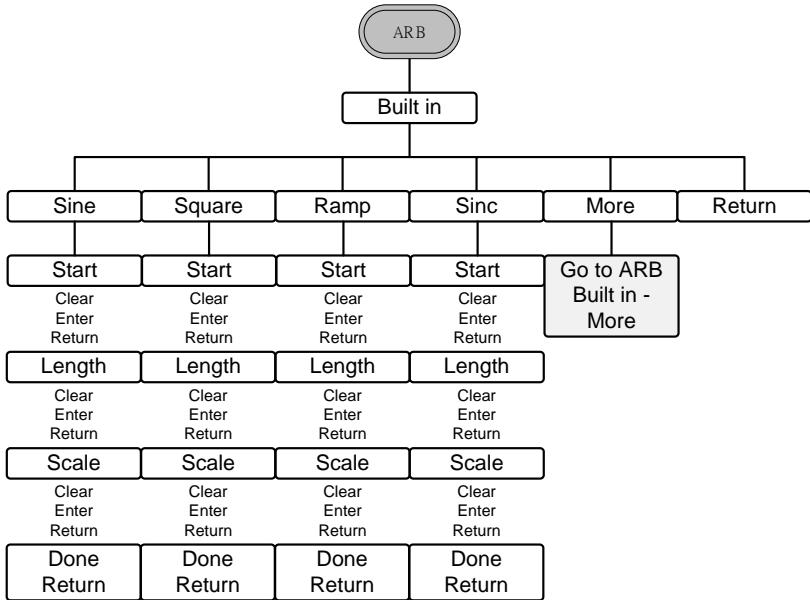 ARB
Built in
Sine Square Ramp Sinc More Return
Start Start Start Start Go to ARB
Built in -
More
Clear Clear Clear Clear
Enter Enter Enter Enter
Return Return Return Return
Length Length Length Length
Clear Clear Clear Clear
Enter Enter Enter Enter
Return Return Return Return
Scale Scale Scale Scale
Clear Clear Clear Clear
Enter Enter Enter Enter
Return Return Return Return
Done Done Done Done
Return Return Return Return